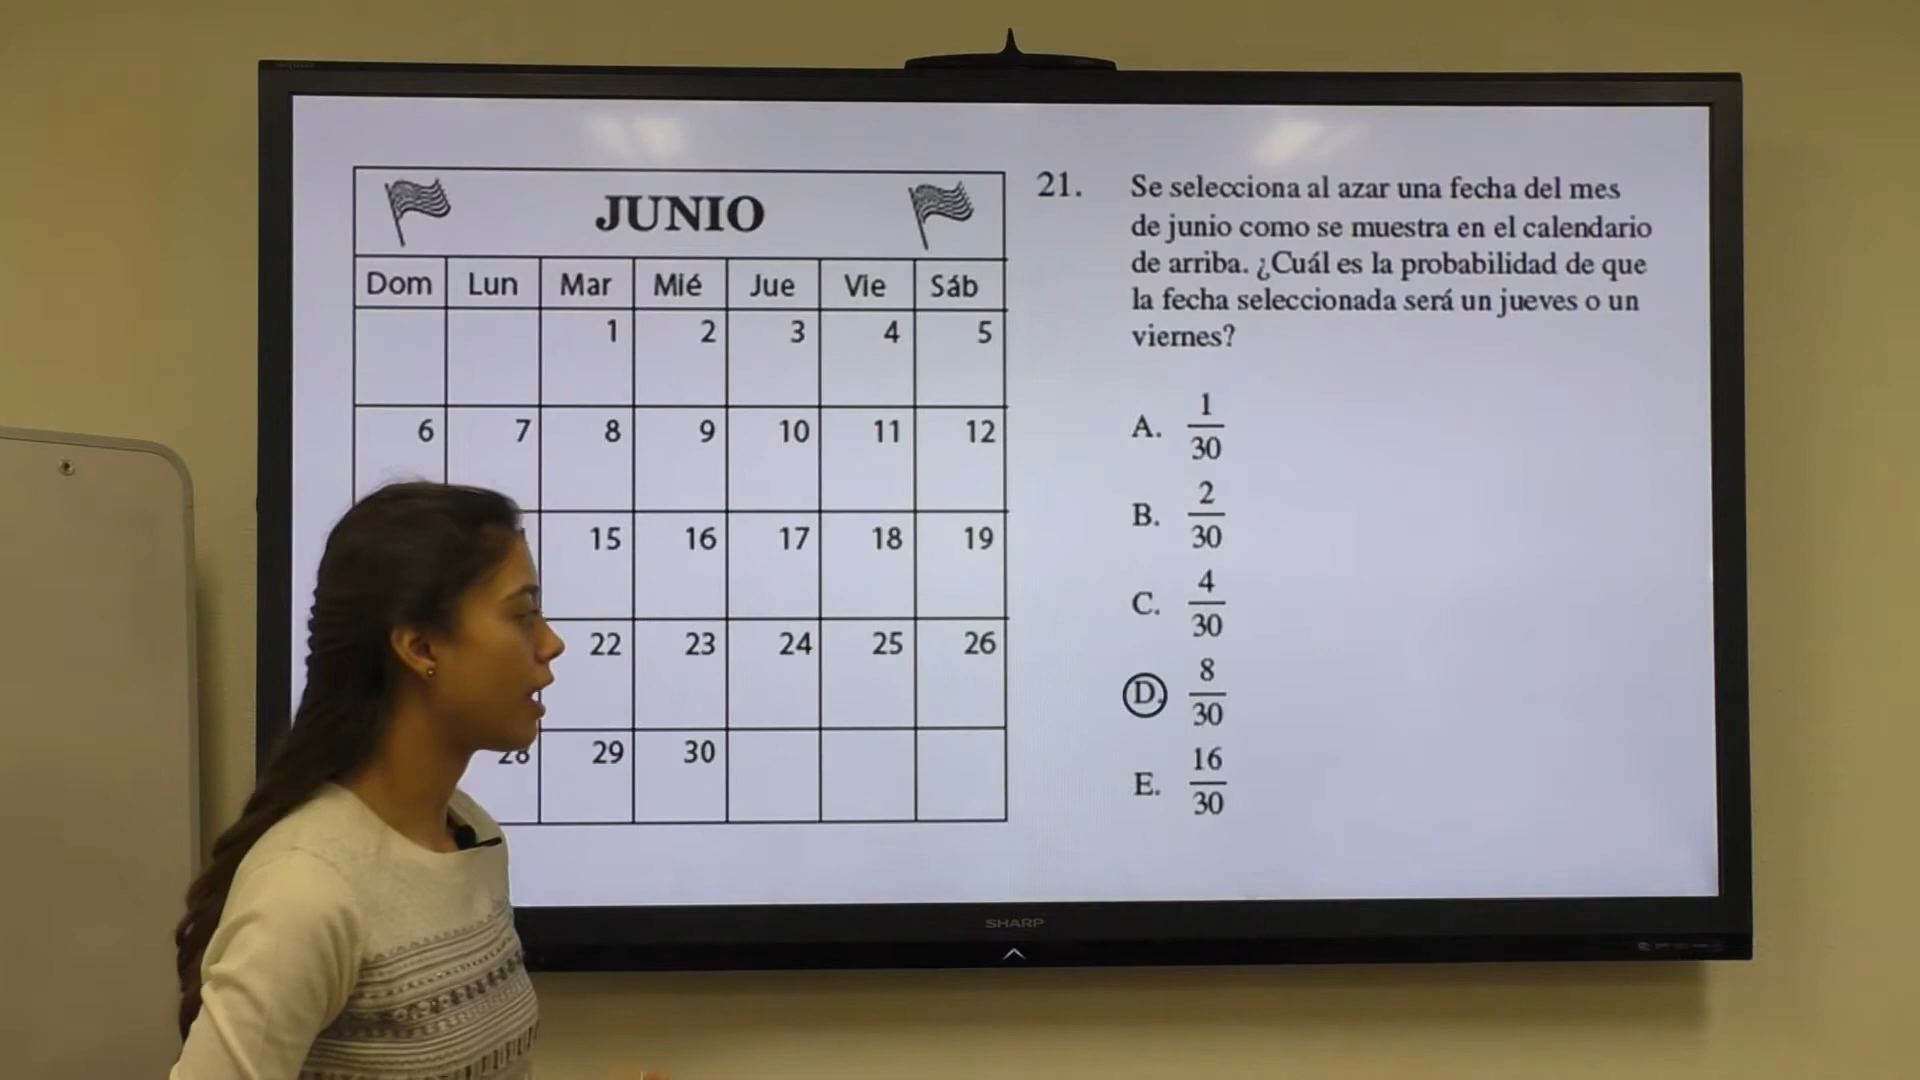 JUNIO
Dom Lun Mar Mié Jue Vie Sáb
1 2 3 4 5
6 7 8 9 10 11 12
15 16 17 18 19
22 23 24 25 26
28 29 30
21. Se selecciona al azar una fecha del mes
de junio como se muestra en el calendario
de arriba. ¿Cuál es la probabilidad de que
la fecha seleccionada será un jueves o un
viernes?
A. 1/30
B. 2/30
C. 4/30
D. 8/30
E. 16/30
SHARP